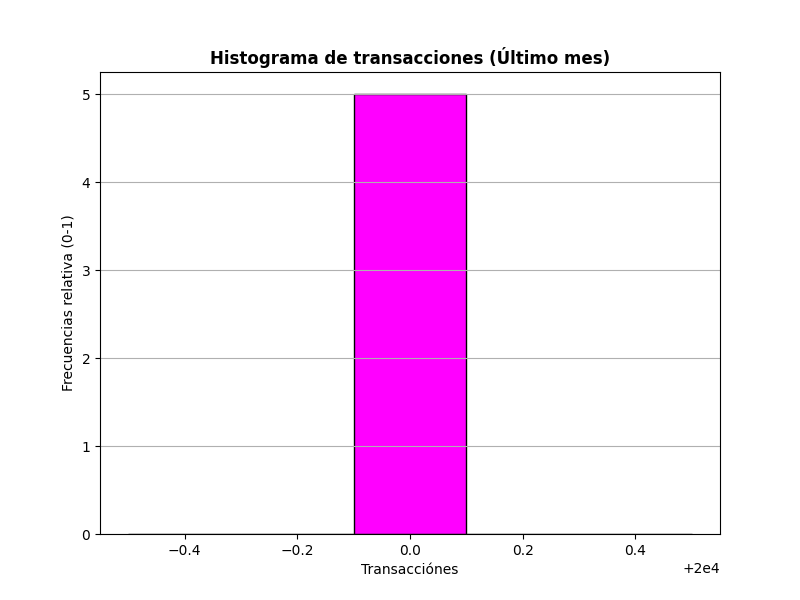 Histograma de transacciones (Último mes)
Frecuencias relativa (0-1)
5
4
3
2
1
0
−0.4
−0.2
0.0
0.2
0.4
Transacciónes
+2e4